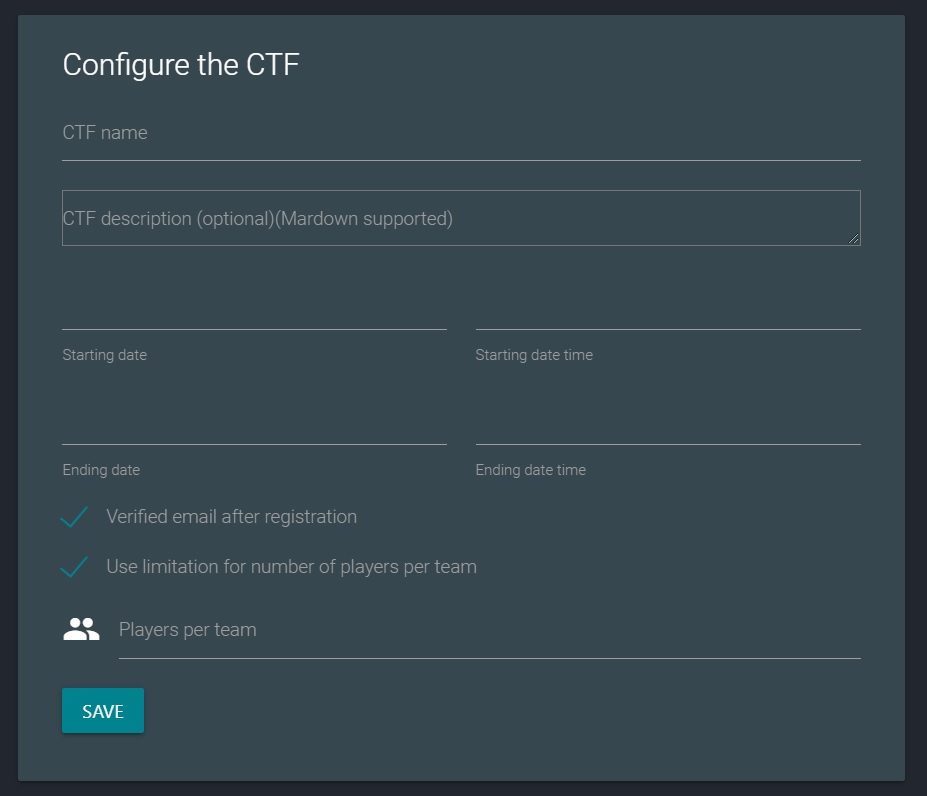 Configure the CTF
CTF name
CTF description (optional)(Mardown supported)
Starting date
Starting date time
Ending date
Ending date time
Verified email after registration
Use limitation for number of players per team
Players per team
SAVE